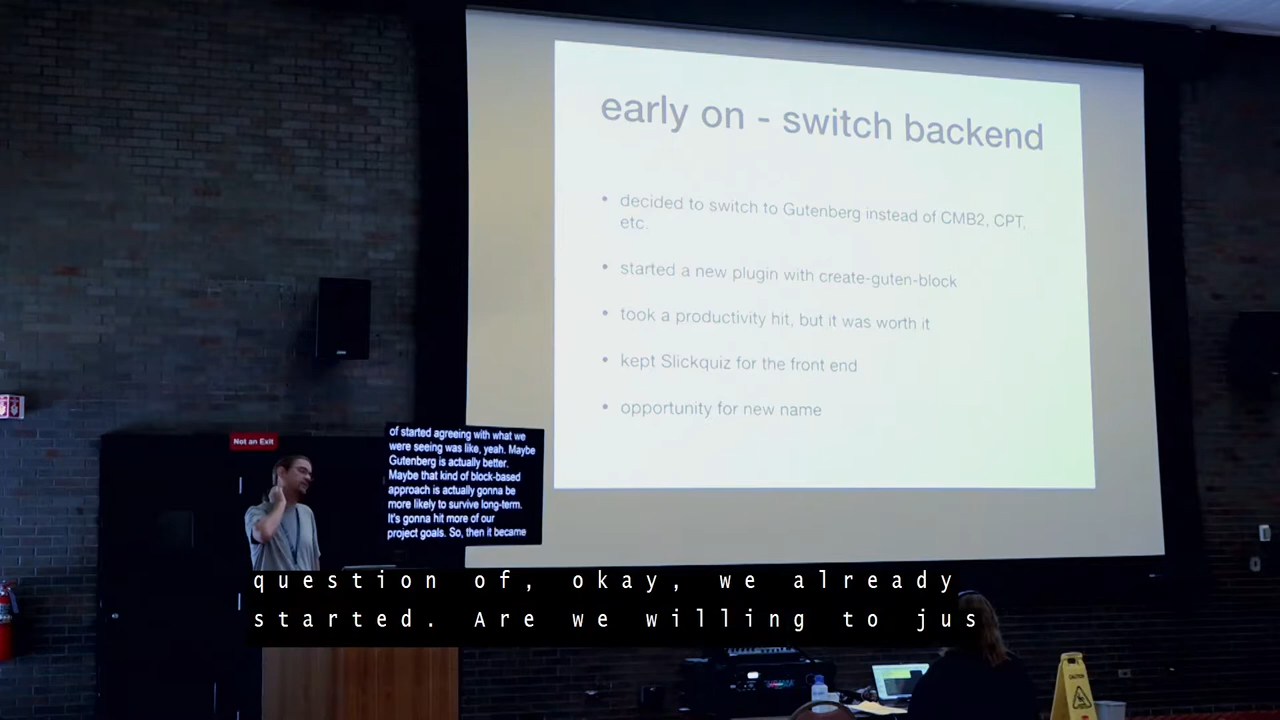 early on - switch backend
• decided to switch to Gutenberg instead of CMB2, CPT,
etc.
• started a new plugin with create-guten-block
• took a productivity hit, but it was worth it
• kept Slickquiz for the front end
• opportunity for new name
Not an Exit
of started agreeing with what we
were seeing was like, yeah. Maybe
Gutenberg is actually better.
Maybe that kind of block-based
approach is actually gonna be
more likely to survive long-term.
It's gonna hit more of our
project goals. So, then it became
question of, okay, we already
started. Are we willing to jus
CAUTION